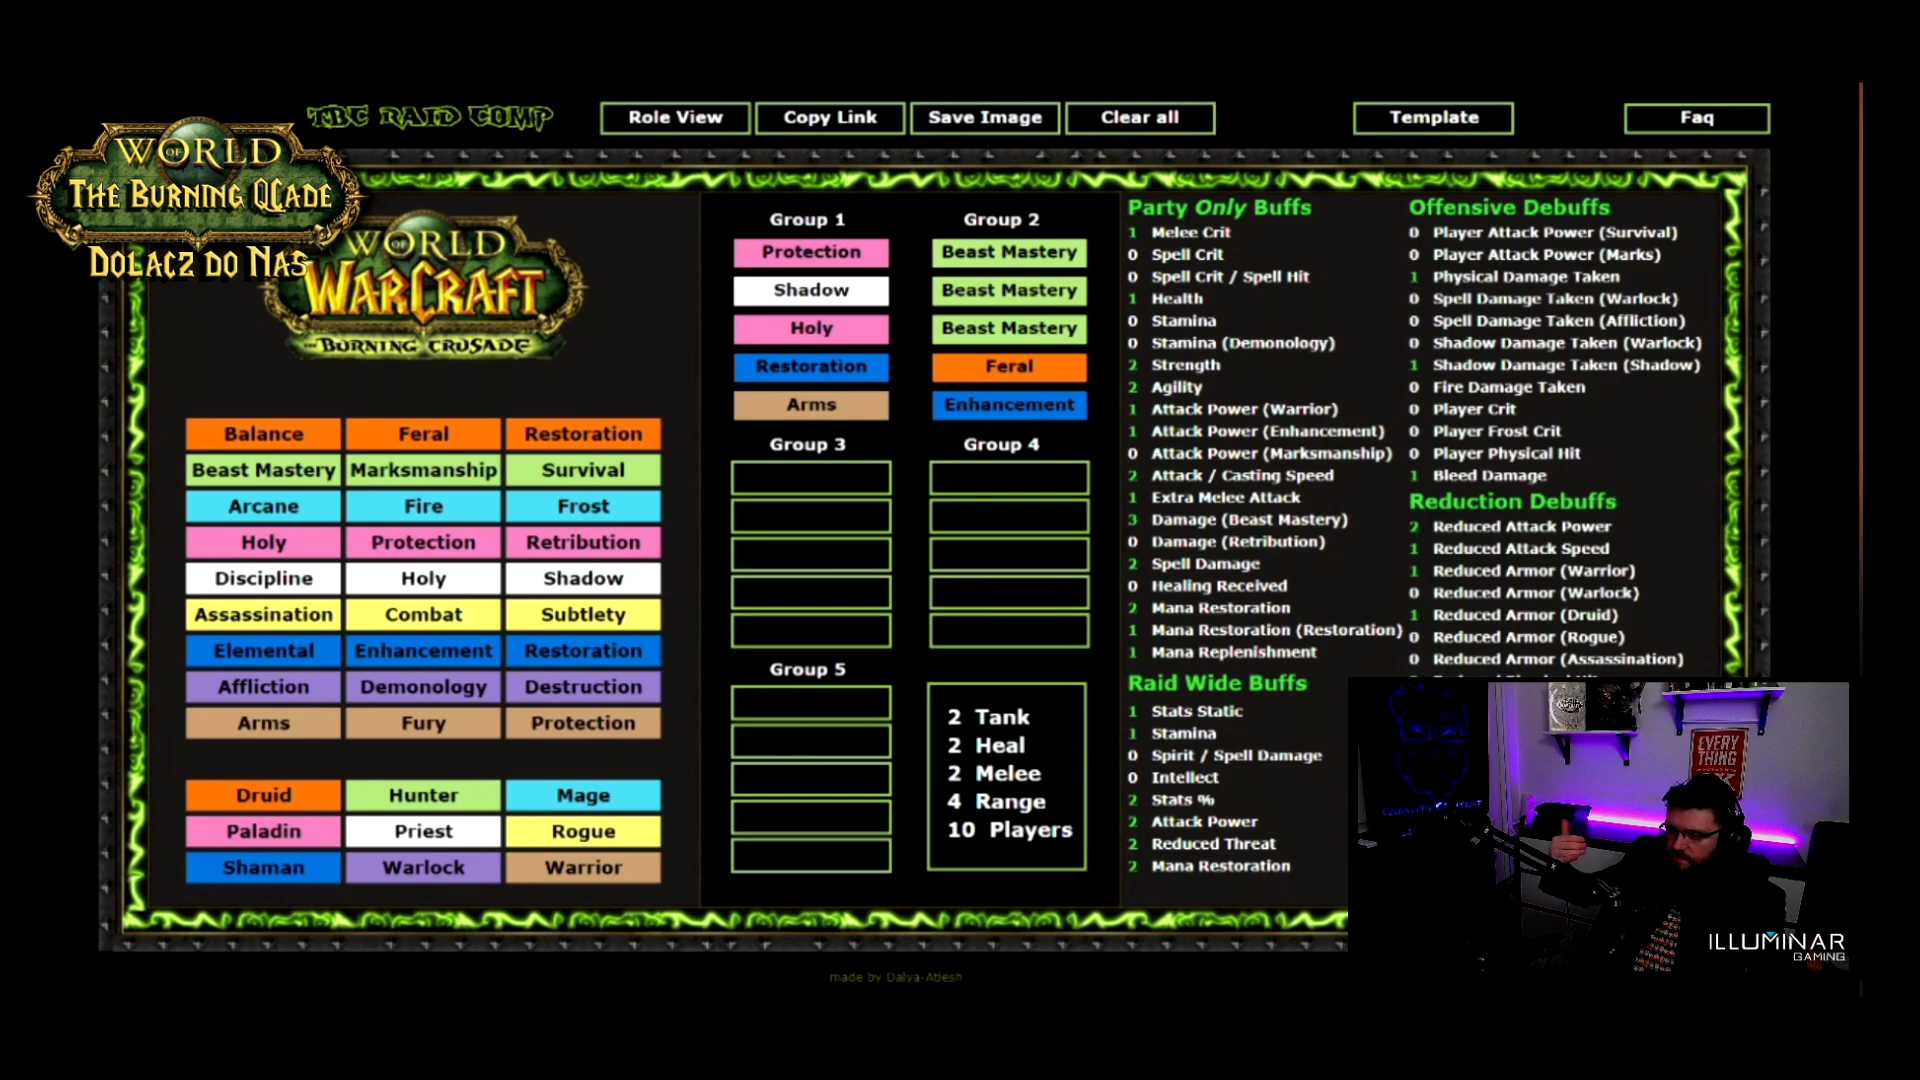 TBC RAID COMP
Role View
Copy Link
Save Image
Clear all
Template
Faq
WORLD
OF
THE BURNING QCADE
DOLACZ DO NAS
WORLD
OF
WARCRAFT
BURNING CRUSADE
Balance
Feral
Restoration
Beast Mastery
Marksmanship
Survival
Arcane
Fire
Frost
Holy
Protection
Retribution
Discipline
Holy
Shadow
Assassination
Combat
Subtlety
Elemental
Enhancement
Restoration
Affliction
Demonology
Destruction
Arms
Fury
Protection
Druid
Hunter
Mage
Paladin
Priest
Rogue
Shaman
Warlock
Warrior
Group 1
Protection
Shadow
Holy
Restoration
Arms
Group 2
Beast Mastery
Beast Mastery
Beast Mastery
Feral
Enhancement
Group 3
Group 4
Group 5
2 Tank
2 Heal
2 Melee
4 Range
10 Players
Party Only Buffs
1 Melee Crit
0 Spell Crit
0 Spell Crit / Spell Hit
1 Health
0 Stamina
0 Stamina (Demonology)
2 Strength
2 Agility
1 Attack Power (Warrior)
1 Attack Power (Enhancement)
0 Attack Power (Marksmanship)
2 Attack / Casting Speed
1 Extra Melee Attack
3 Damage (Beast Mastery)
0 Damage (Retribution)
2 Spell Damage
0 Healing Received
2 Mana Restoration
1 Mana Restoration (Restoration)
1 Mana Replenishment
Raid Wide Buffs
1 Stats Static
1 Stamina
0 Spirit / Spell Damage
0 Intellect
2 Stats %
2 Attack Power
2 Reduced Threat
2 Mana Restoration
Offensive Debuffs
0 Player Attack Power (Survival)
0 Player Attack Power (Marks)
1 Physical Damage Taken
0 Spell Damage Taken (Warlock)
0 Spell Damage Taken (Affliction)
0 Shadow Damage Taken (Warlock)
1 Shadow Damage Taken (Shadow)
0 Fire Damage Taken
0 Player Crit
0 Player Frost Crit
0 Player Physical Hit
1 Bleed Damage
Reduction Debuffs
2 Reduced Attack Power
1 Reduced Attack Speed
1 Reduced Armor (Warrior)
0 Reduced Armor (Warlock)
1 Reduced Armor (Druid)
0 Reduced Armor (Rogue)
0 Reduced Armor (Assassination)
EVERY
THING
ILLUMINAR
GAMING
made by Dalya-Atiesh